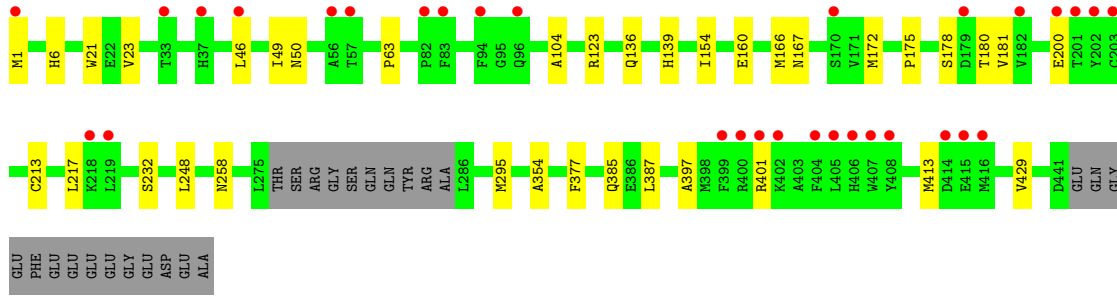 M1 H6 W21 E22 V23 T33 H37 L46 I49 N50 A56 T57 P63 P82 F83 F94 G95 Q96 A104 R123 Q136 H139 I154 E160 M166 N167 S170 V171 M172 P175 S178 D179 T180 V181 V182 E200 T201 Y202 C203
C213 L217 K218 L219 S232 L248 N258 L275 THR SER ARG GLY SER GLN GLN TYR ARG ALA L286 M295 A354 F377 Q385 E386 L387 A397 M398 F399 R400 R401 K402 A403 F404 L405 H406 W407 Y408 M413 D414 E415 M416 V429 D441 GLU GLN GLY
GLU PHE GLU GLU GLU GLU GLY GLU ASP GLU ALA